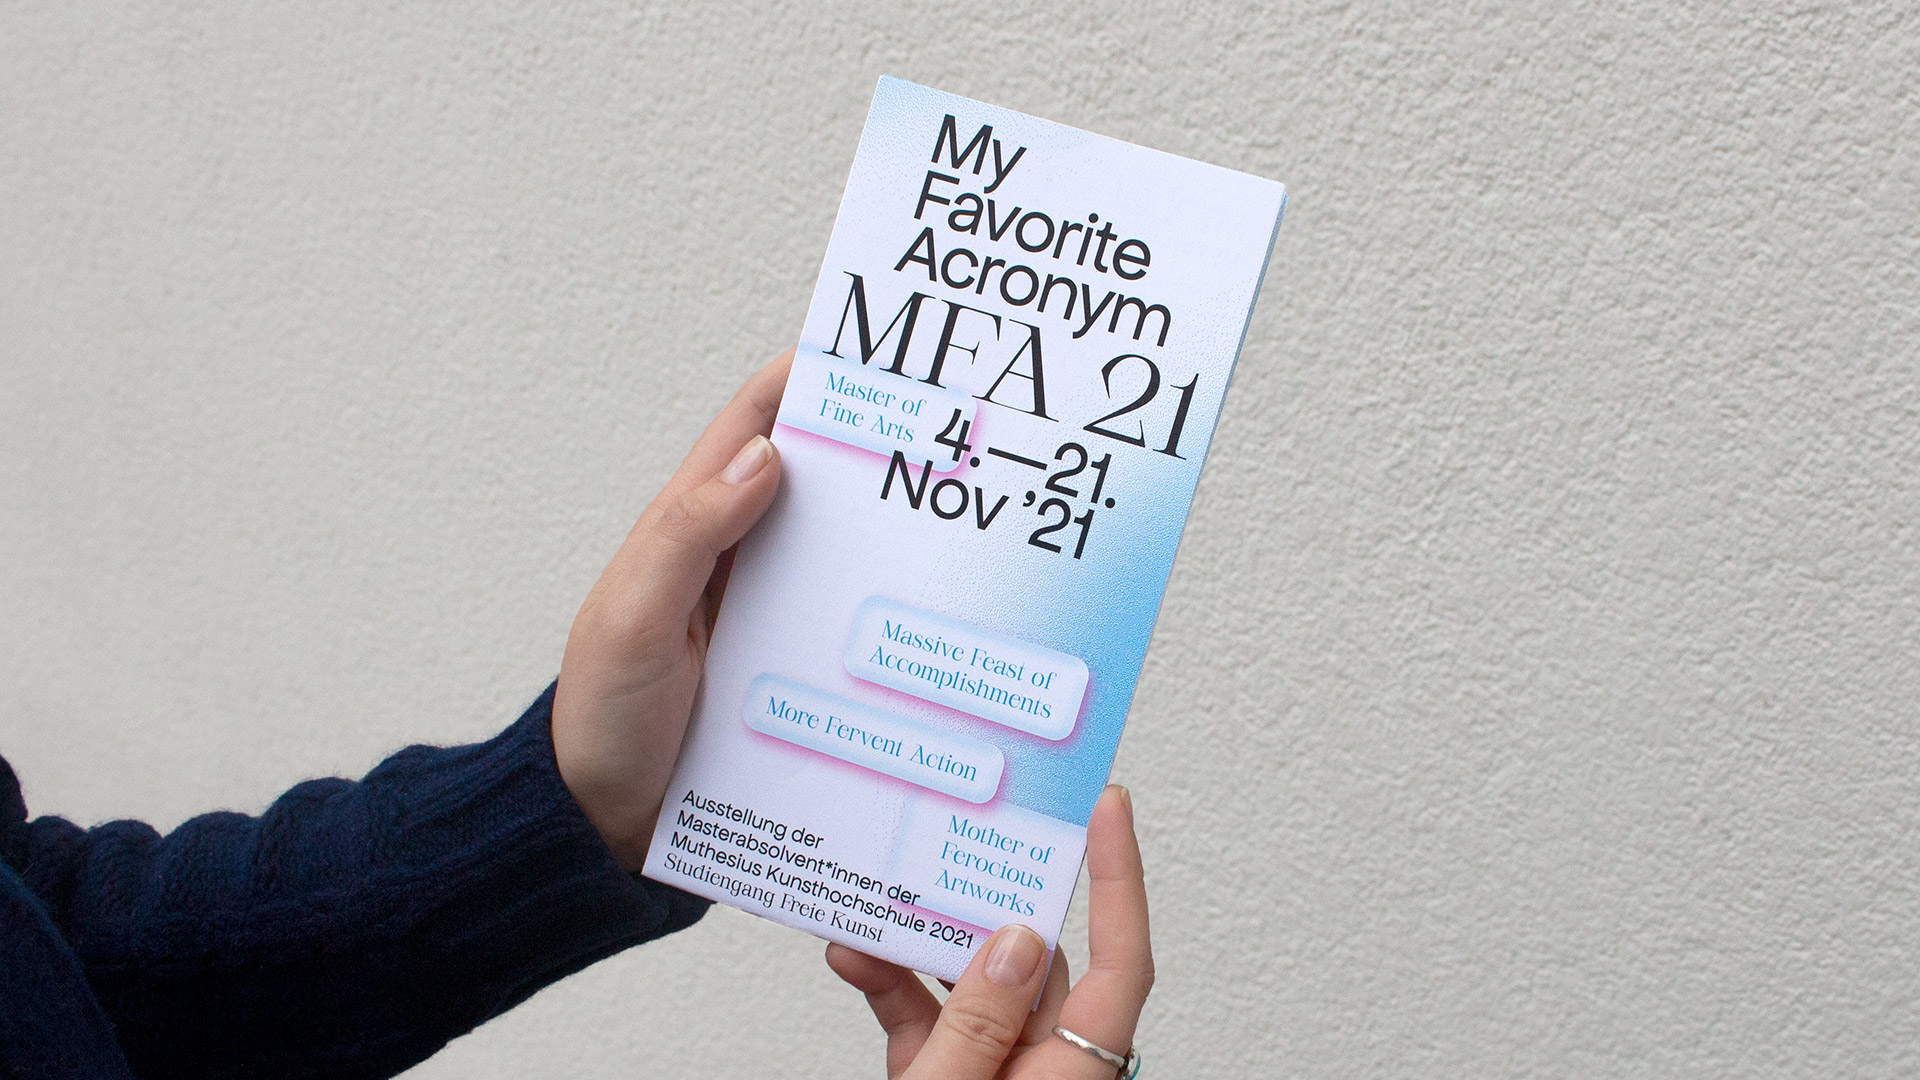 My
Favorite
Acronym
MFA 21
Master of
Fine Arts
4.—21.
Nov ’21
Massive Feast of
Accomplishments
More Fervent Action
Mother of
Ferocious
Artworks
Ausstellung der
Masterabsolvent*innen der
Muthesius Kunsthochschule 2021
Studiengang Freie Kunst